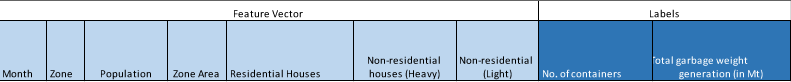 Feature Vector
Labels
Month
Zone
Population
Zone Area
Residential Houses
Non-residential
houses (Heavy)
Non-residential
(Light)
No. of containers
Total garbage weight
generation (in Mt)